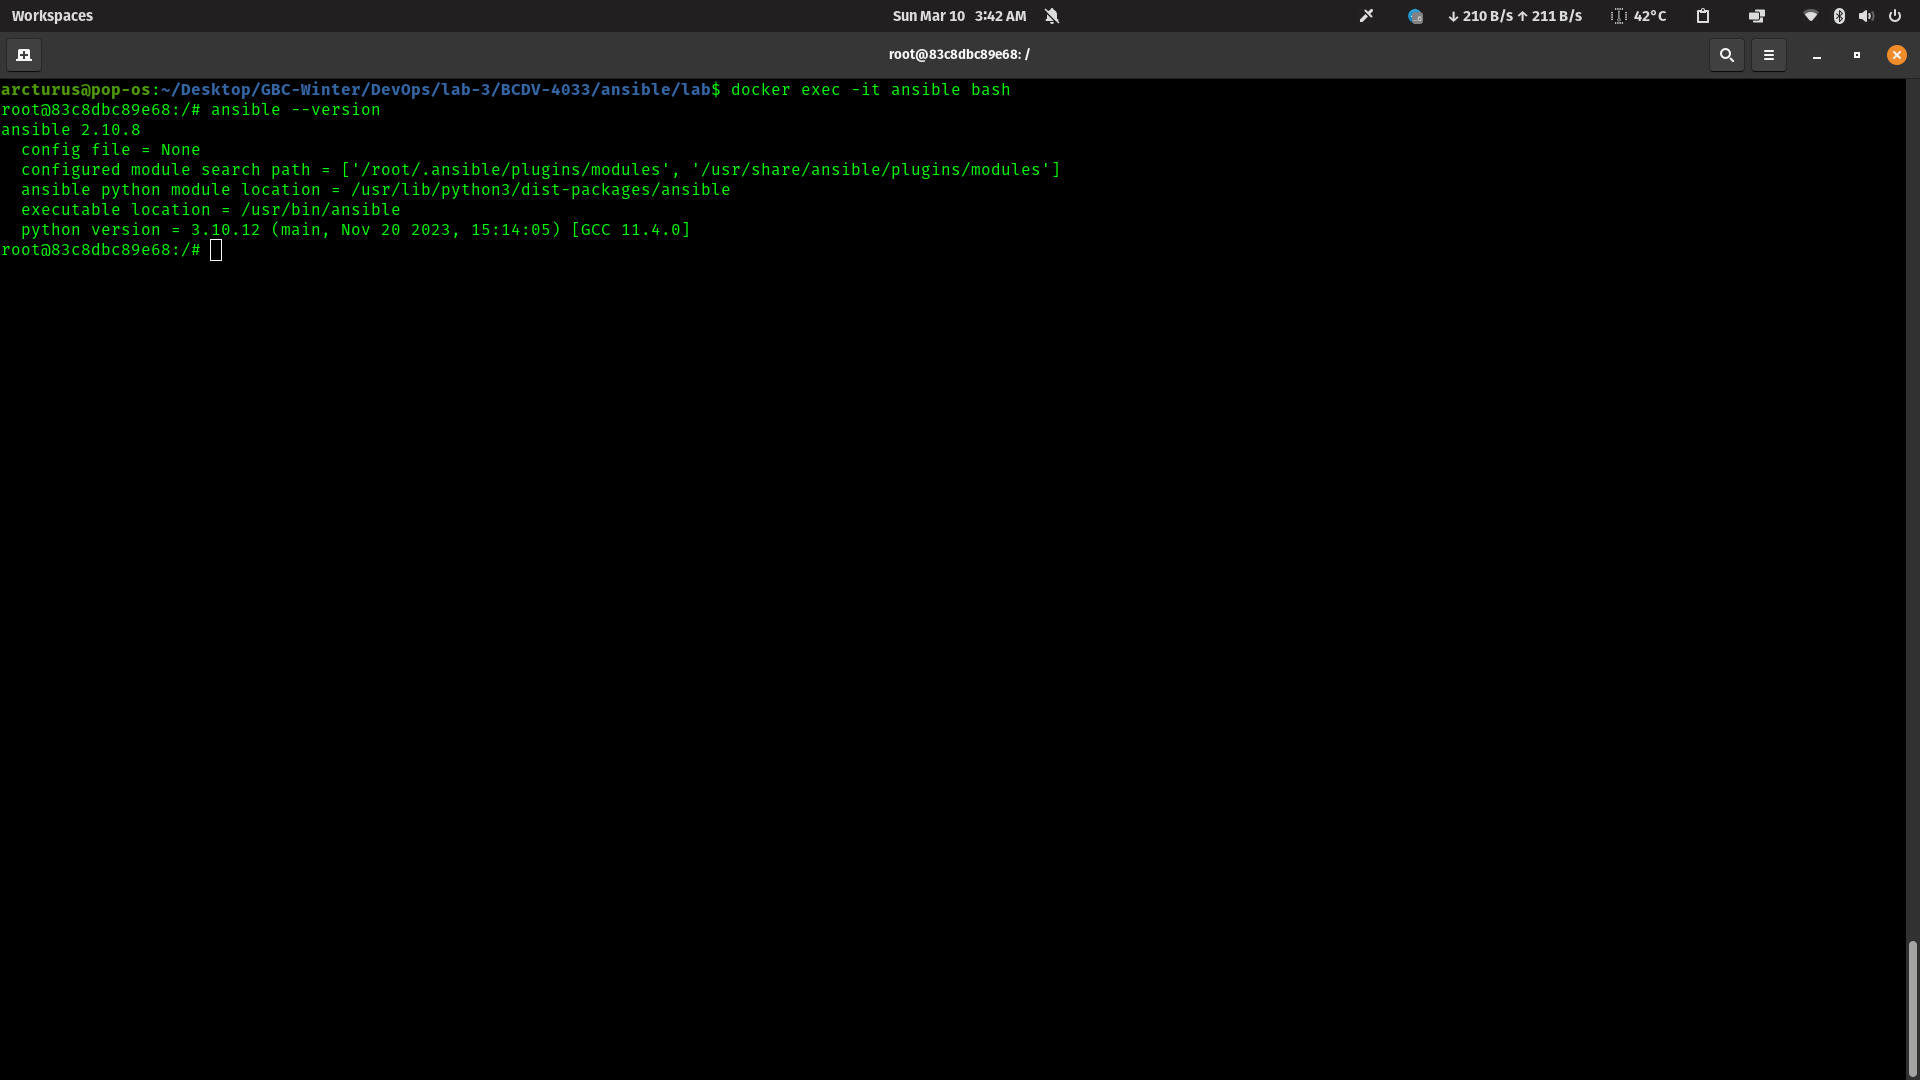 Workspaces
Sun Mar 10 3:42 AM
↓ 210 B/s ↑ 211 B/s
42°C
root@83c8dbc89e68: /
arcturus@pop-os:~/Desktop/GBC-Winter/DevOps/lab-3/BCDV-4033/ansible/lab$ docker exec -it ansible bash
root@83c8dbc89e68:/# ansible --version
ansible 2.10.8
  config file = None
  configured module search path = ['/root/.ansible/plugins/modules', '/usr/share/ansible/plugins/modules']
  ansible python module location = /usr/lib/python3/dist-packages/ansible
  executable location = /usr/bin/ansible
  python version = 3.10.12 (main, Nov 20 2023, 15:14:05) [GCC 11.4.0]
root@83c8dbc89e68:/#